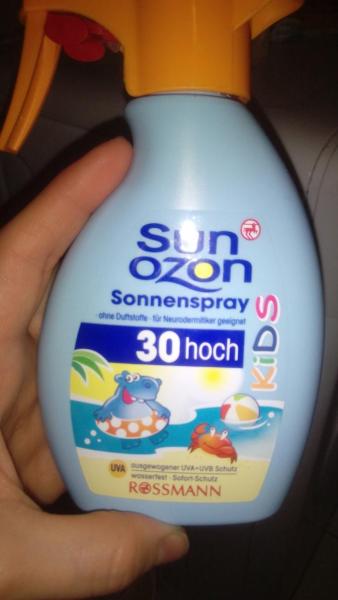 Sun
ozon
Sonnenspray
· ohne Duftstoffe · für Neurodermitiker geeignet
30 hoch
KiDS
UVA
ausgewogener UVA+UVB Schutz
wasserfest · Sofort-Schutz
ROSSMANN